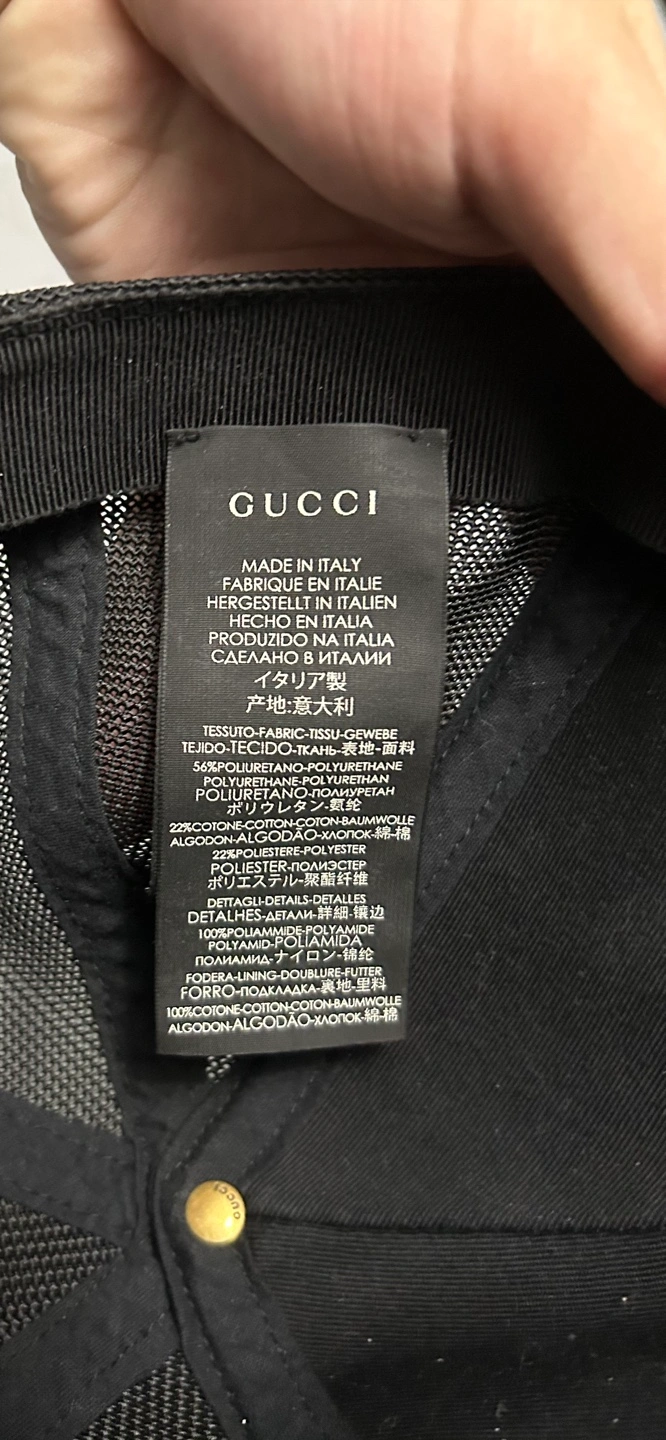 GUCCI
MADE IN ITALY
FABRIQUE EN ITALIE
HERGESTELLT IN ITALIEN
HECHO EN ITALIA
PRODUZIDO NA ITALIA
СДЕЛАНО В ИТАЛИИ
イタリア製
产地:意大利
TESSUTO-FABRIC-TISSU-GEWEBE
TEJIDO-TECIDO-ТКАНЬ-表地-面料
56%POLIURETANO-POLYURETHANE
POLYURETHANE-POLYURETHAN
POLIURETANO-ПОЛИУРЕТАН
ポリウレタン-氨纶
22%COTONE-COTTON-COTON-BAUMWOLLE
ALGODON-ALGODÃO-ХЛОПОК-綿-棉
22%POLIESTERE-POLYESTER
POLIESTER-ПОЛИЭСТЕР
ポリエステル-聚酯纤维
DETTAGLI-DETAILS-DETALLES
DETALHES-ДЕТАЛИ-詳細-镶边
100%POLIAMMIDE-POLYAMIDE
POLYAMID-POLIAMIDA
ПОЛИАМИД-ナイロン-锦纶
FODERA-LINING-DOUBLURE-FUTTER
FORRO-ПОДКЛАДКА-裏地-里料
100%COTONE-COTTON-COTON-BAUMWOLLE
ALGODON-ALGODÃO-ХЛОПОК-綿-棉
GUCCI